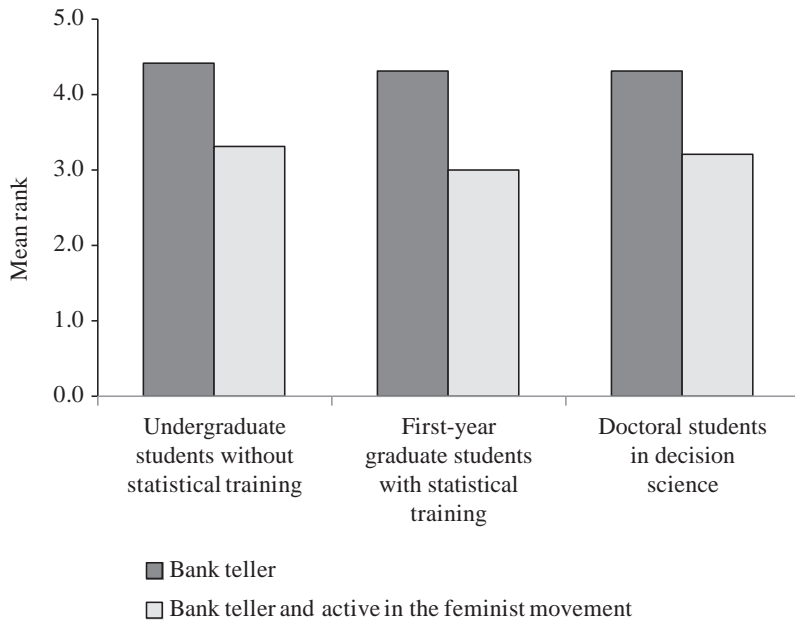 5.0
4.0
3.0
2.0
1.0
0.0
Mean rank
Undergraduate
students without
statistical training
First-year
graduate students
with statistical
training
Doctoral students
in decision
science
Bank teller
Bank teller and active in the feminist movement